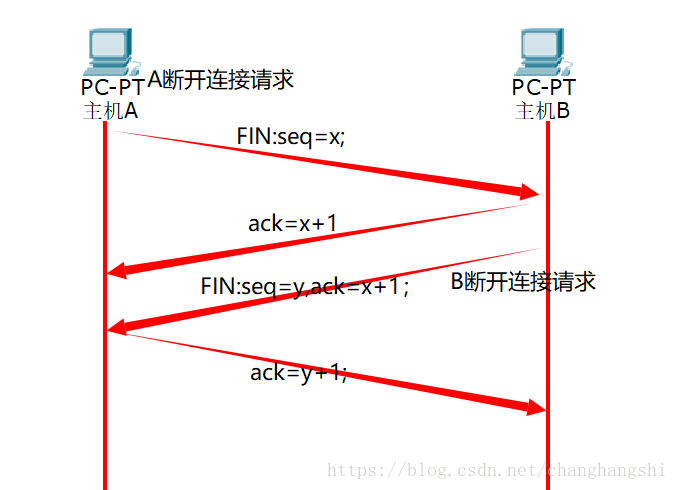 A断开连接请求
PC-PT
主机A
PC-PT
主机B
FIN:seq=x;
ack=x+1
FIN:seq=y,ack=x+1;
B断开连接请求
ack=y+1;
https://blog.csdn.net/changhangshi